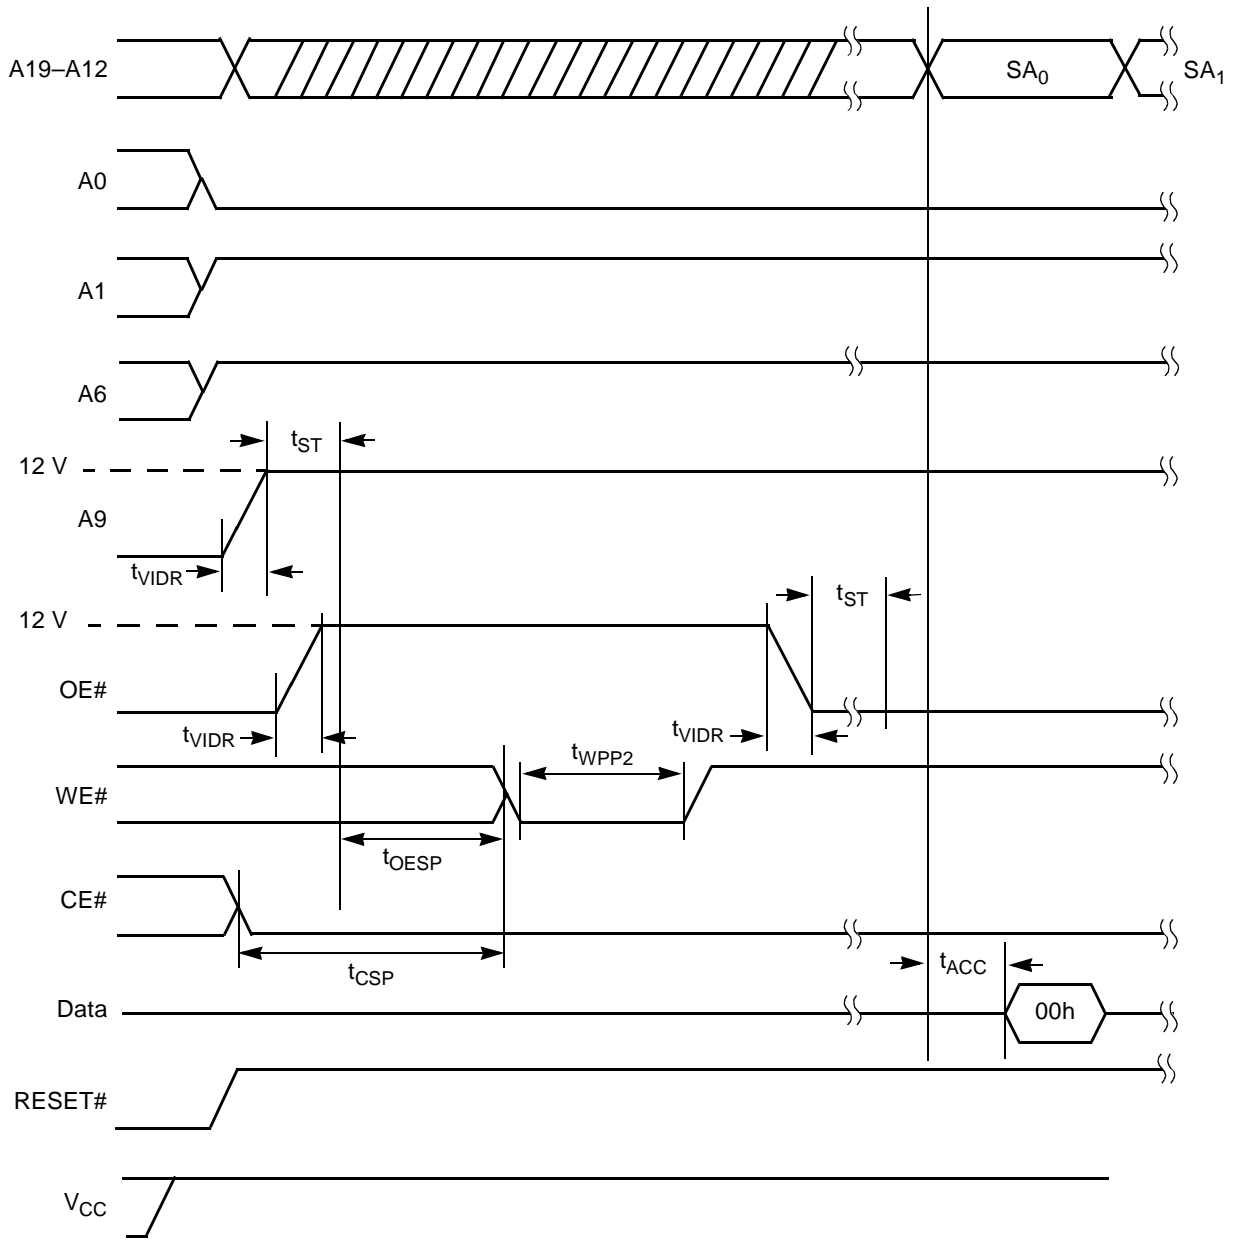 A19–A12
SA0
SA1
A0
A1
A6
tST
12 V
A9
tVIDR
tST
12 V
OE#
tVIDR
tVIDR
tWPP2
WE#
tOESP
CE#
tCSP
tACC
Data
00h
RESET#
VCC